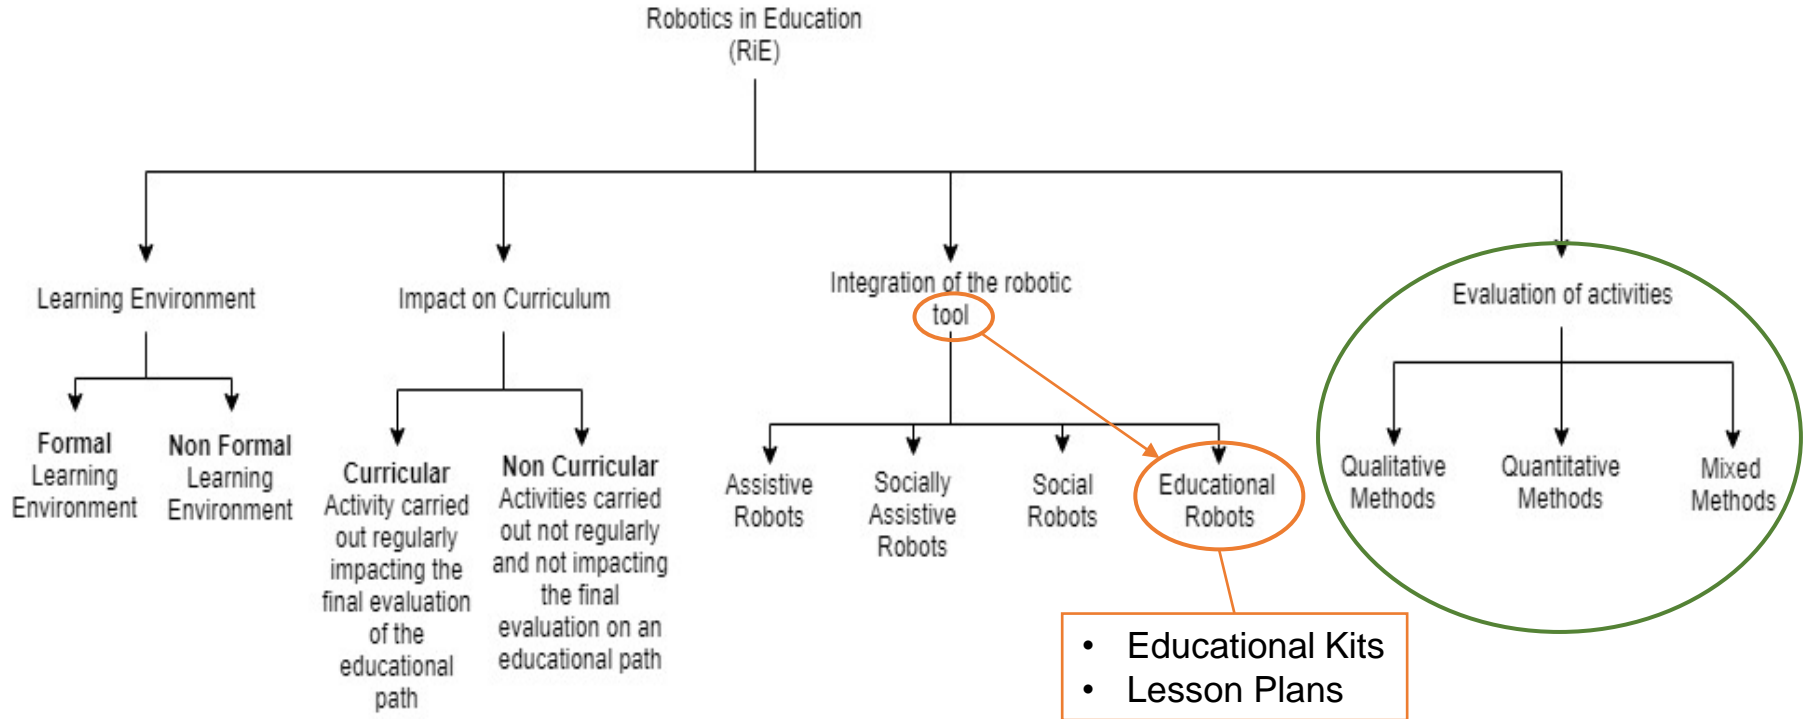 Robotics in Education
(RiE)
Learning Environment
Impact on Curriculum
Integration of the robotic
tool
Evaluation of activities
Formal
Learning
Environment
Non Formal
Learning
Environment
Curricular
Activity carried
out regularly
impacting the
final evaluation
of the
educational
path
Non Curricular
Activities carried
out not regularly
and not impacting
the final
evaluation on an
educational path
Assistive
Robots
Socially
Assistive
Robots
Social
Robots
Educational
Robots
Qualitative
Methods
Quantitative
Methods
Mixed
Methods
• Educational Kits
• Lesson Plans